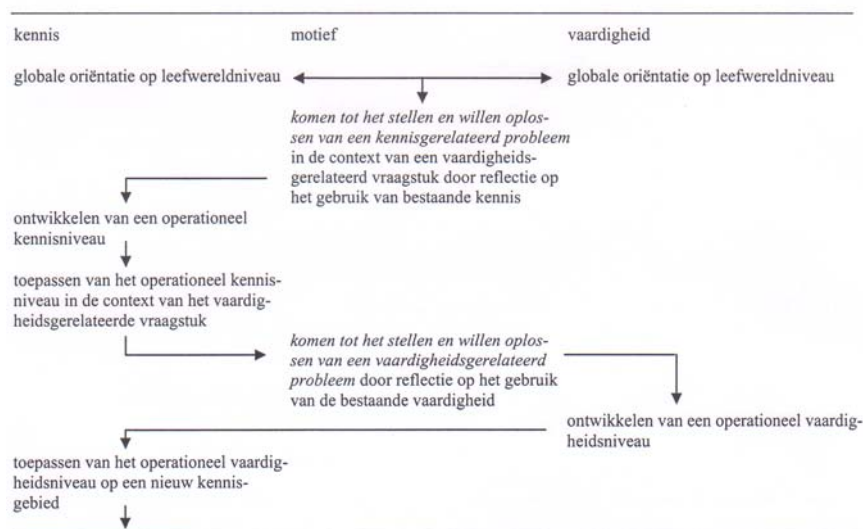 kennis motief vaardigheid
globale oriëntatie op leefwereldniveau globale oriëntatie op leefwereldniveau
komen tot het stellen en willen oplos-
sen van een kennisgerelateerd probleem
in de context van een vaardigheids-
gerelateerd vraagstuk door reflectie op
het gebruik van bestaande kennis
ontwikkelen van een operationeel
kennisniveau
toepassen van het operationeel kennis-
niveau in de context van het vaardig-
heidsgerelateerde vraagstuk
komen tot het stellen en willen oplos-
sen van een vaardigheidsgerelateerd
probleem door reflectie op het gebruik
van de bestaande vaardigheid
ontwikkelen van een operationeel vaardig-
heidsniveau
toepassen van het operationeel vaardig-
heidsniveau op een nieuw kennis-
gebied